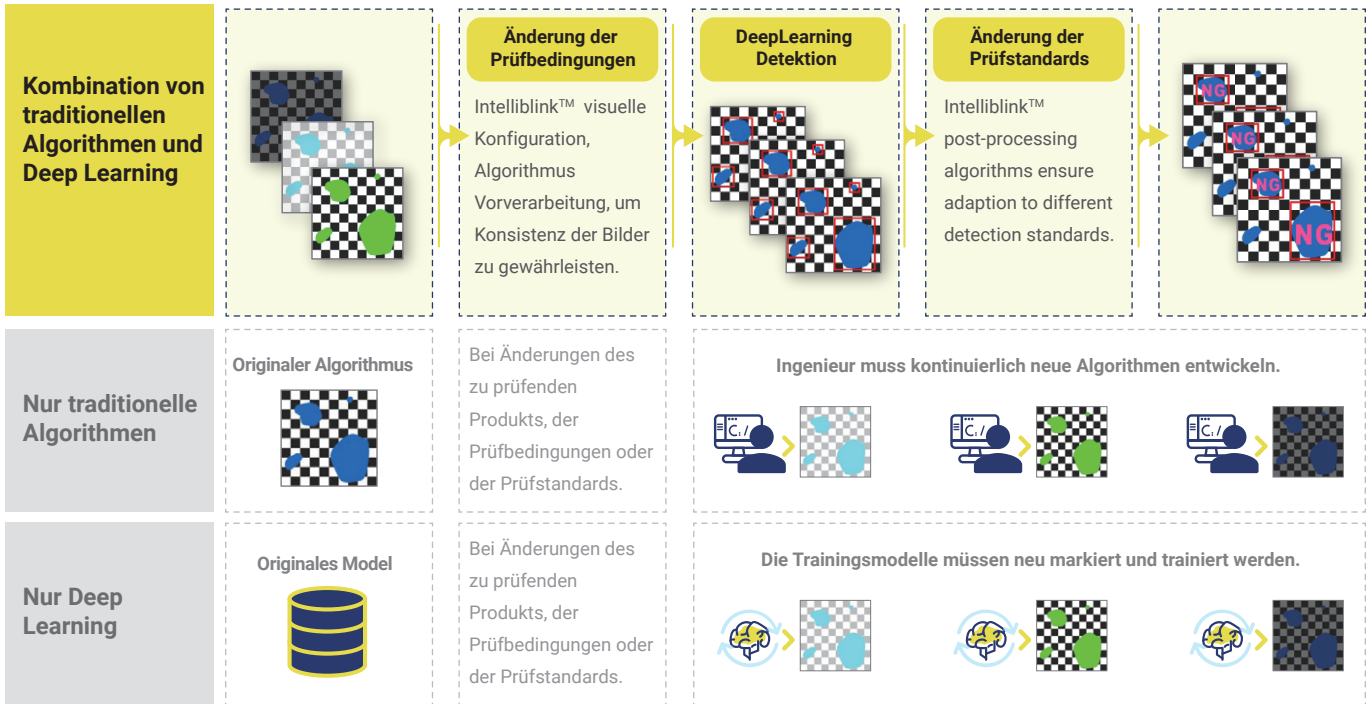 Kombination von
traditionellen
Algorithmen und
Deep Learning
Änderung der
Prüfbedingungen
Intelliblink™ visuelle
Konfiguration,
Algorithmus
Vorverarbeitung, um
Konsistenz der Bilder
zu gewährleisten.
DeepLearning
Detektion
Änderung der
Prüfstandards
Intelliblink™
post-processing
algorithms ensure
adaption to different
detection standards.
NG
NG
NG
NG
Nur traditionelle
Algorithmen
Originaler Algorithmus
Bei Änderungen des
zu prüfenden
Produkts, der
Prüfbedingungen oder
der Prüfstandards.
Ingenieur muss kontinuierlich neue Algorithmen entwickeln.
C:/
C:/
C:/
Nur Deep
Learning
Originales Model
Bei Änderungen des
zu prüfenden
Produkts, der
Prüfbedingungen oder
der Prüfstandards.
Die Trainingsmodelle müssen neu markiert und trainiert werden.